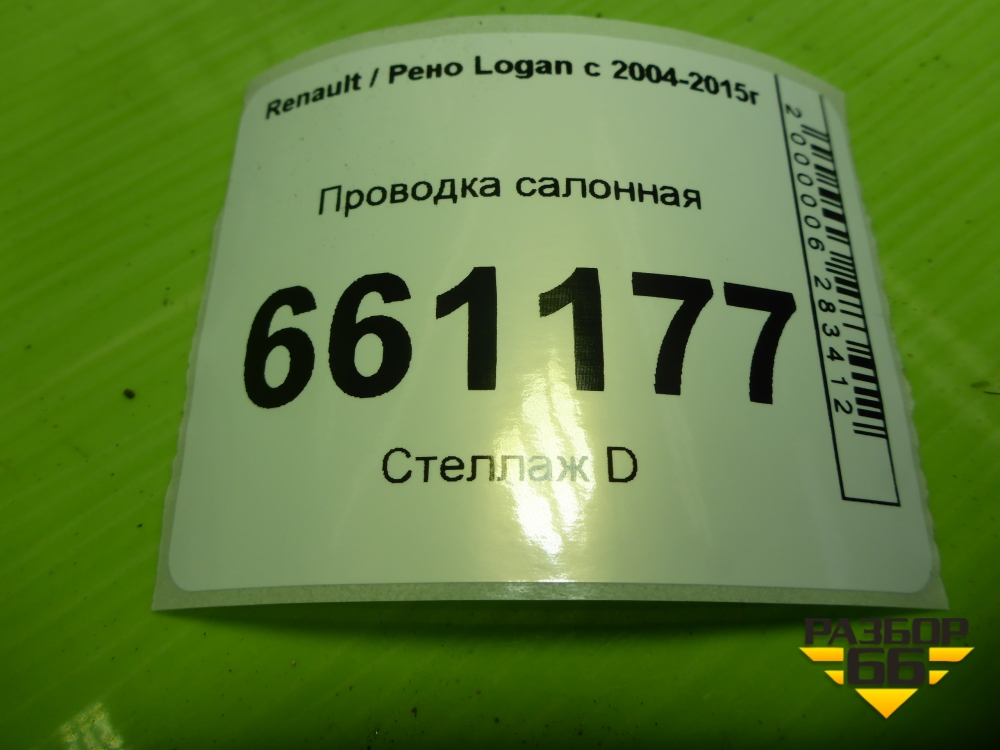 Renault / Рено Logan с 2004-2015г
Проводка салонная
661177
Стеллаж D
2000006283412
РАЗБОР
66